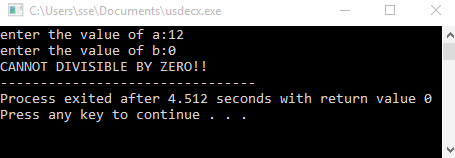 C:\Users\sse\Documents\usdecx.exe
enter the value of a:12
enter the value of b:0
CANNOT DIVISIBLE BY ZERO!!
--------------------------------
Process exited after 4.512 seconds with return value 0
Press any key to continue . . .